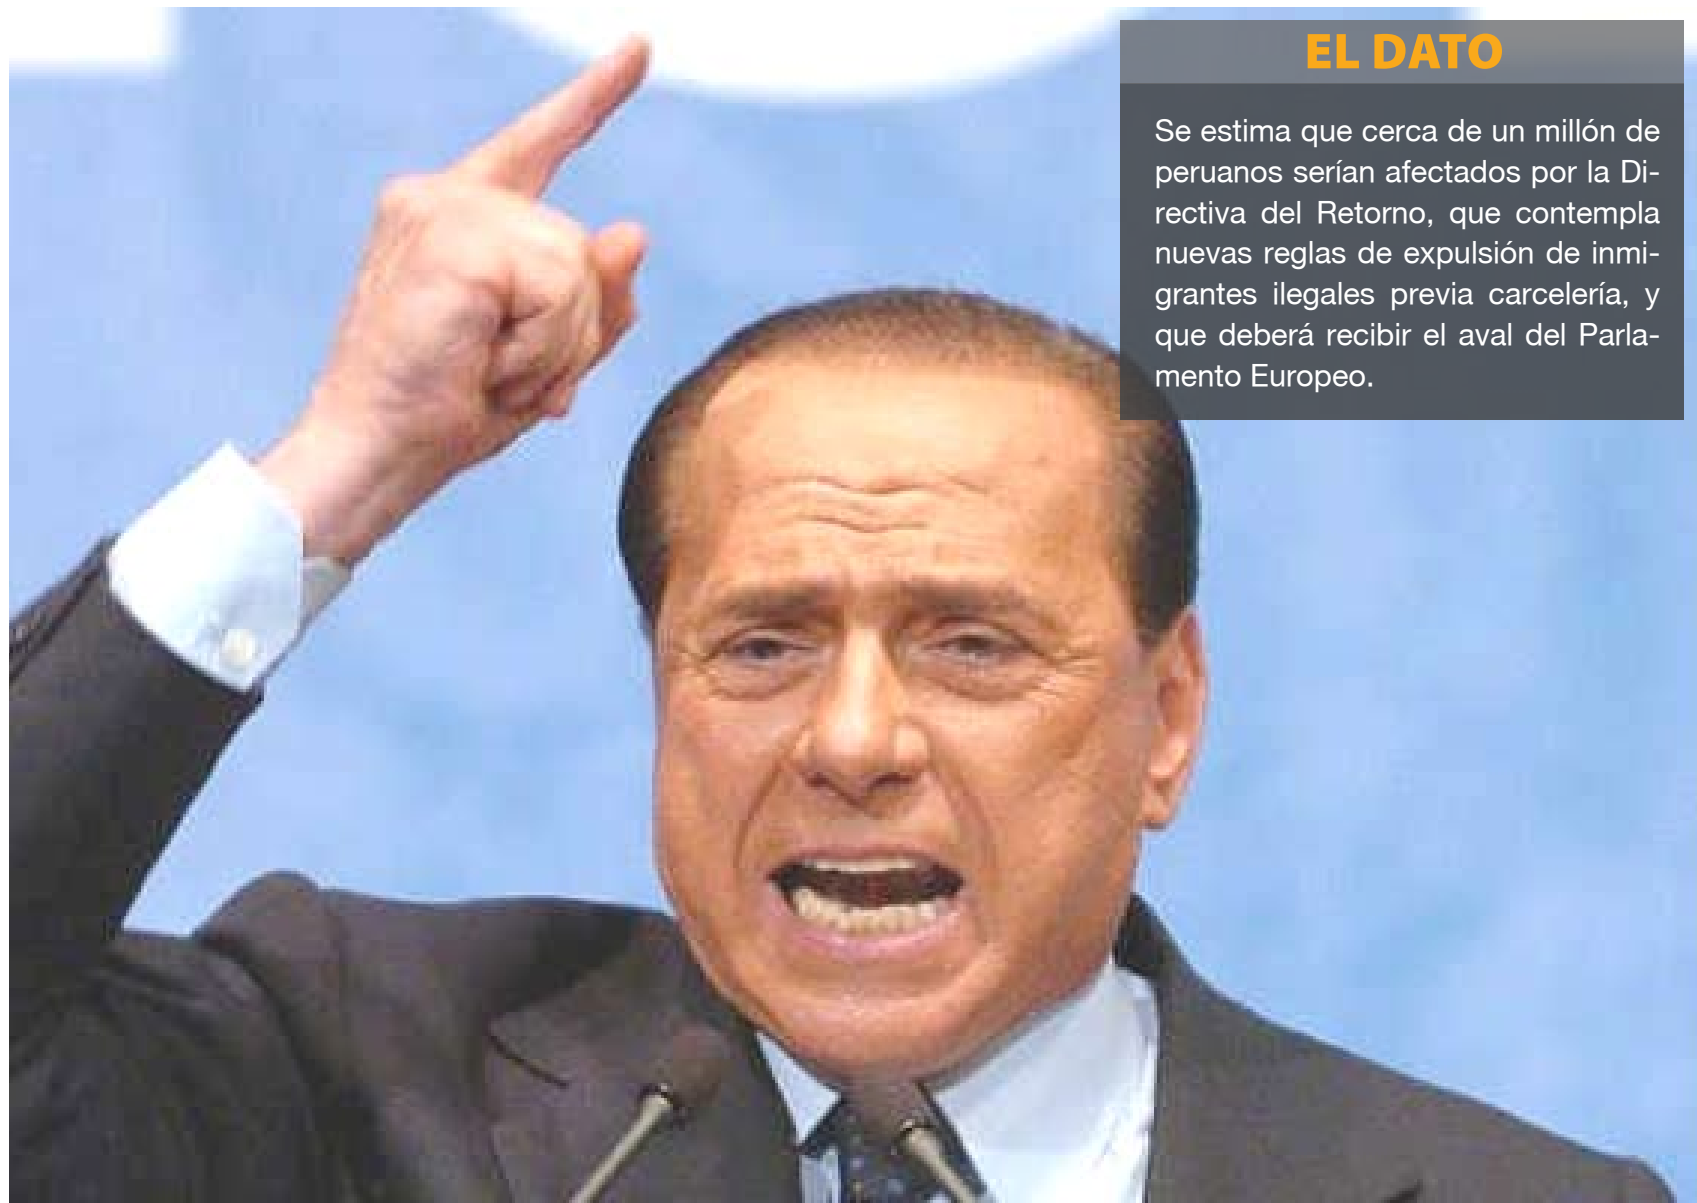 EL DATO
Se estima que cerca de un millón de
peruanos serían afectados por la Di-
rectiva del Retorno, que contempla
nuevas reglas de expulsión de inmi-
grantes ilegales previa carcelería, y
que deberá recibir el aval del Parla-
mento Europeo.